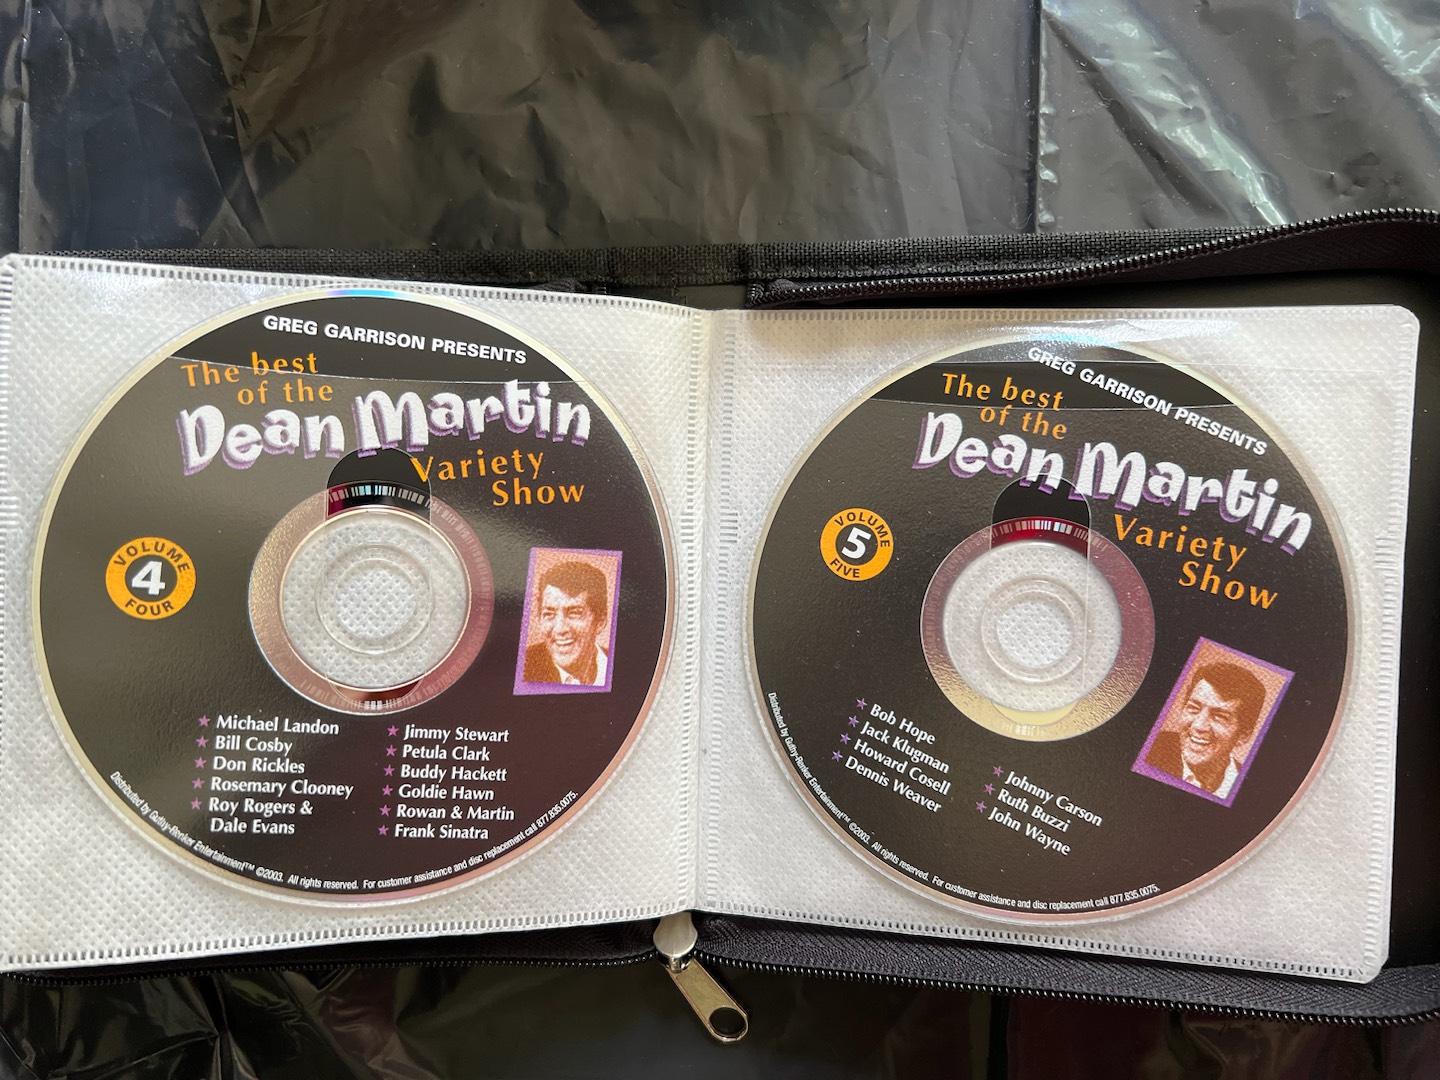 GREG GARRISON PRESENTS
The best
of the
Dean Martin
Variety
Show
VOLUME
4
FOUR
★ Michael Landon
★ Bill Cosby
★ Don Rickles
★ Rosemary Clooney
★ Roy Rogers &
Dale Evans
★ Jimmy Stewart
★ Petula Clark
★ Buddy Hackett
★ Goldie Hawn
★ Rowan & Martin
★ Frank Sinatra
Distributed by Guthy-Renker Entertainment™ ©2003. All rights reserved. For customer assistance and disc replacement call 877.835.0075.
GREG GARRISON PRESENTS
The best
of the
Dean Martin
Variety
Show
VOLUME
5
FIVE
★ Bob Hope
★ Jack Klugman
★ Howard Cosell
★ Dennis Weaver
★ Johnny Carson
★ Ruth Buzzi
★ John Wayne
Distributed by Guthy-Renker Entertainment™ ©2003. All rights reserved. For customer assistance and disc replacement call 877.835.0075.